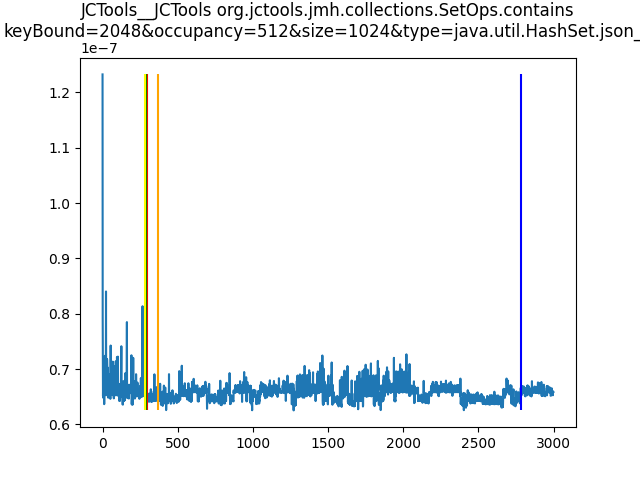 JCTools__JCTools org.jctools.jmh.collections.SetOps.contains
keyBound=2048&occupancy=512&size=1024&type=java.util.HashSet.json_
1e−7
1.2
1.1
1.0
0.9
0.8
0.7
0.6
0 500 1000 1500 2000 2500 3000